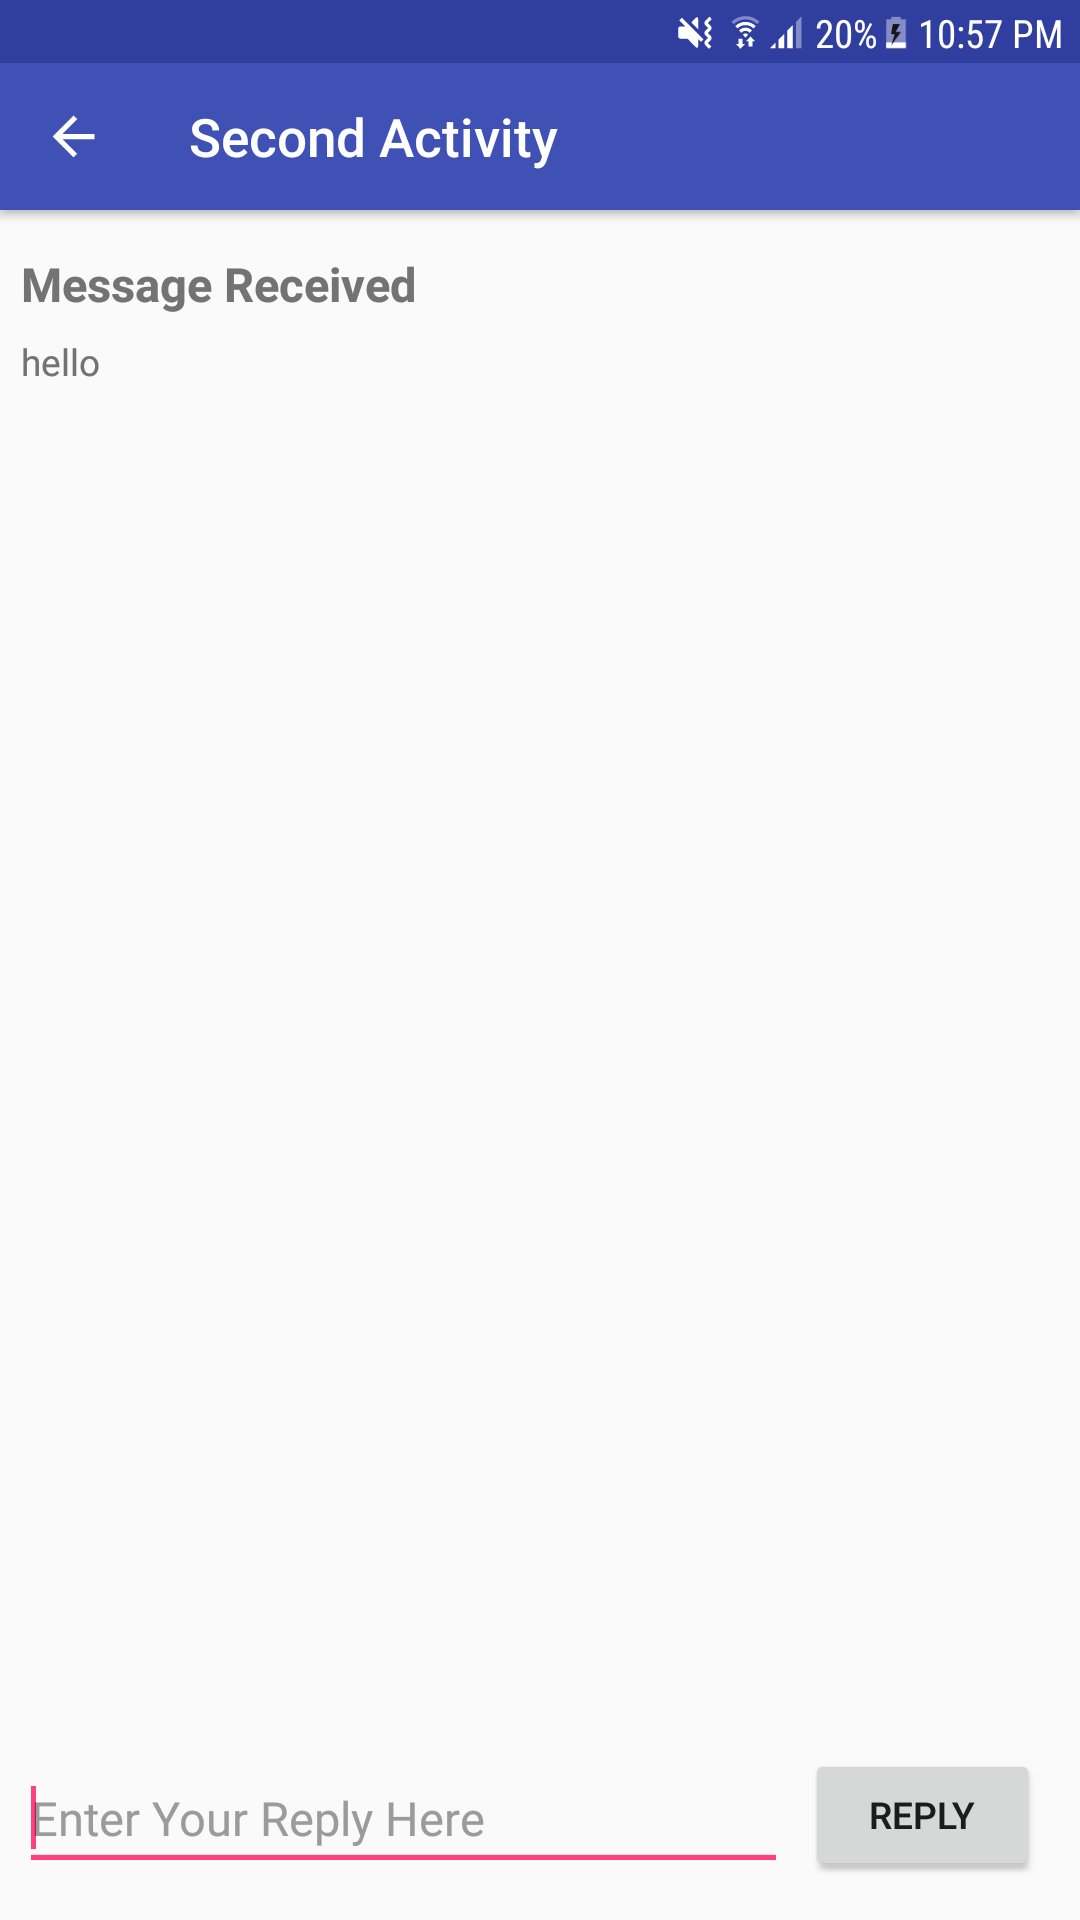 20% 10:57 PM
Second Activity
Message Received
hello
Enter Your Reply Here
REPLY